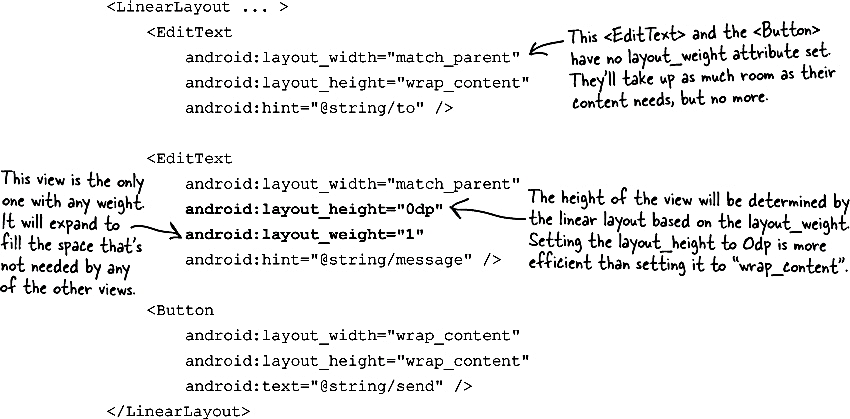 <LinearLayout ... >
<EditText
android:layout_width="match_parent"
android:layout_height="wrap_content"
android:hint="@string/to" />
This <EditText> and the <Button>
have no layout_weight attribute set.
They'll take up as much room as their
content needs, but no more.
<EditText
android:layout_width="match_parent"
android:layout_height="0dp"
android:layout_weight="1"
android:hint="@string/message" />
This view is the only
one with any weight.
It will expand to
fill the space that's
not needed by any
of the other views.
The height of the view will be determined by
the linear layout based on the layout_weight.
Setting the layout_height to 0dp is more
efficient than setting it to “wrap_content”.
<Button
android:layout_width="wrap_content"
android:layout_height="wrap_content"
android:text="@string/send" />
</LinearLayout>